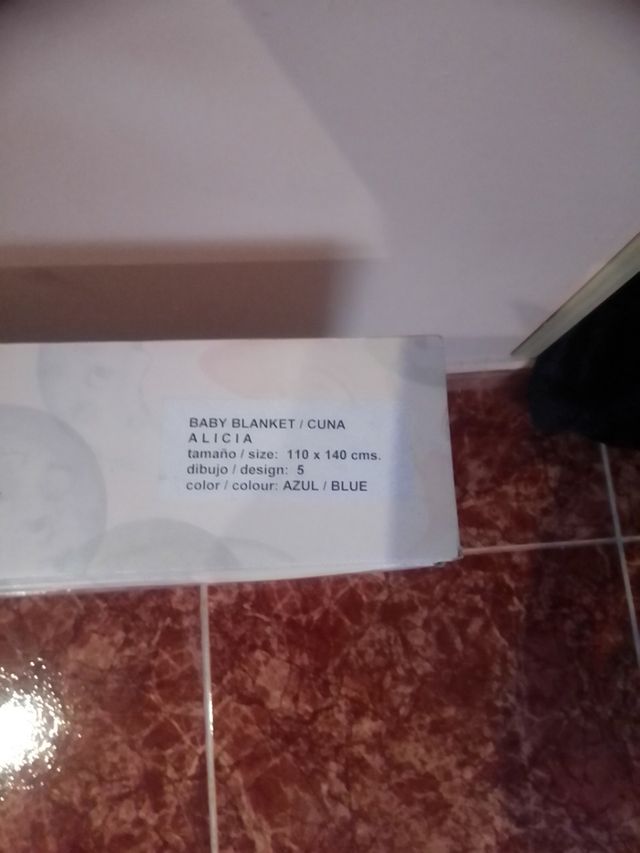 BABY BLANKET / CUNA
A L I C I A
tamaño / size: 110 x 140 cms.
dibujo / design: 5
color / colour: AZUL / BLUE